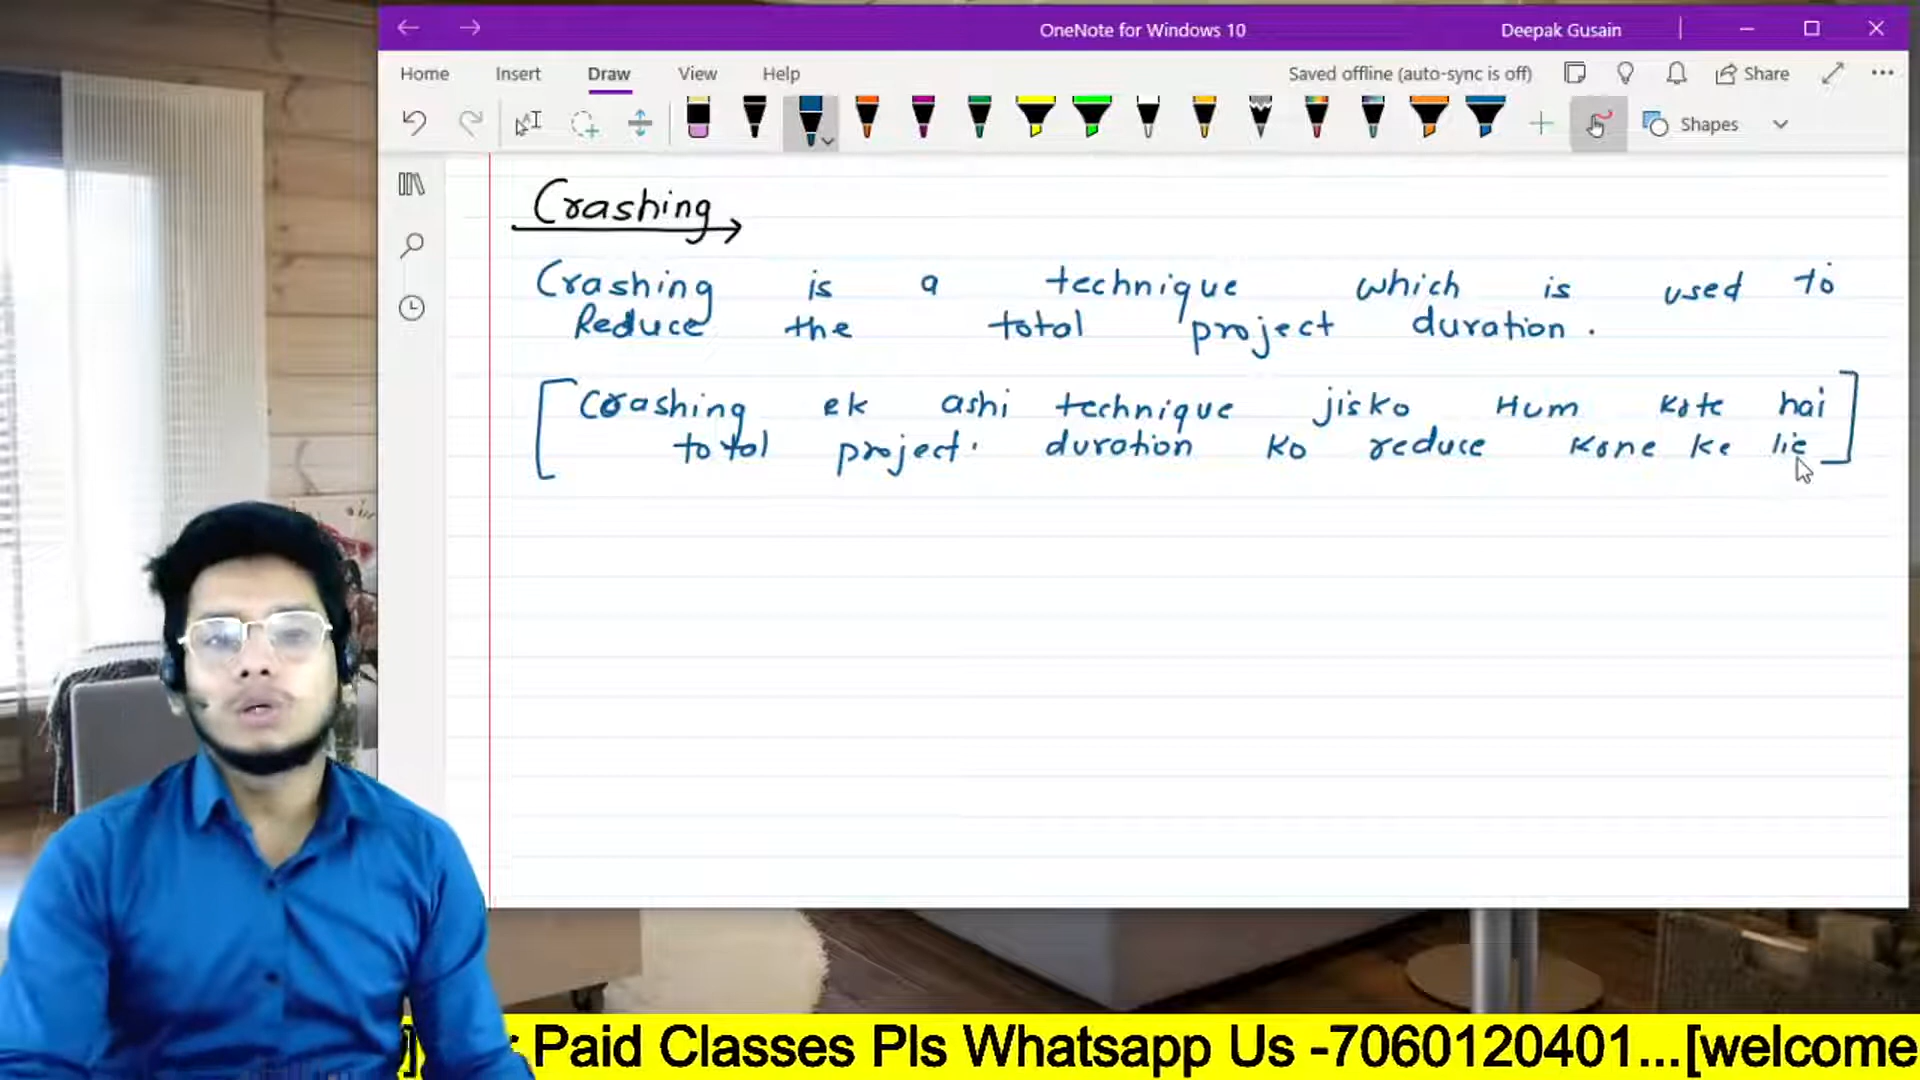 OneNote for Windows 10
Deepak Gusain
Home Insert Draw View Help
Saved offline (auto-sync is off)
Share
Shapes
Crashing
Crashing is a technique which is used to
Reduce the total project duration.
[Crashing ek ashi technique jisko Hum krte hai
total project. duration ko reduce krne ke lie]
Paid Classes Pls Whatsapp Us -7060120401...[welcome